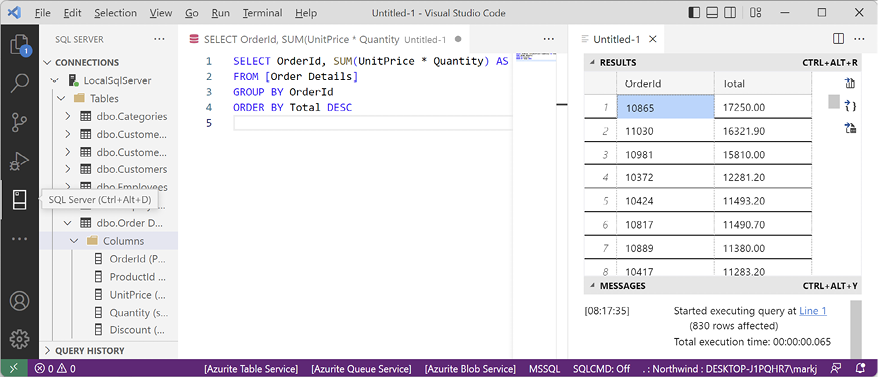 File Edit Selection View Go Run Terminal Help Untitled-1 - Visual Studio Code
1
SQL SERVER
CONNECTIONS
LocalSqlServer
Tables
dbo.Categories
dbo.Custome...
dbo.Custome...
dbo.Customers
dbo.Employees
SQL Server (Ctrl+Alt+D)
dbo.Order D...
Columns
OrderId (P...
ProductId ...
UnitPrice (...
Quantity (s...
Discount (...
QUERY HISTORY
SELECT OrderId, SUM(UnitPrice * Quantity Untitled-1
1 SELECT OrderId, SUM(UnitPrice * Quantity) AS
2 FROM [Order Details]
3 GROUP BY OrderId
4 ORDER BY Total DESC
5
Untitled-1
RESULTS CTRL+ALT+R
OrderId Total
1 10865 17250.00
2 11030 16321.90
3 10981 15810.00
4 10372 12281.20
5 10424 11493.20
6 10817 11490.70
7 10889 11380.00
8 10417 11283.20
MESSAGES CTRL+ALT+Y
[08:17:35] Started executing query at Line 1
(830 rows affected)
Total execution time: 00:00:00.065
0 0 [Azurite Table Service] [Azurite Queue Service] [Azurite Blob Service] MSSQL SQLCMD: Off . : Northwind : DESKTOP-J1PQHR7\markj